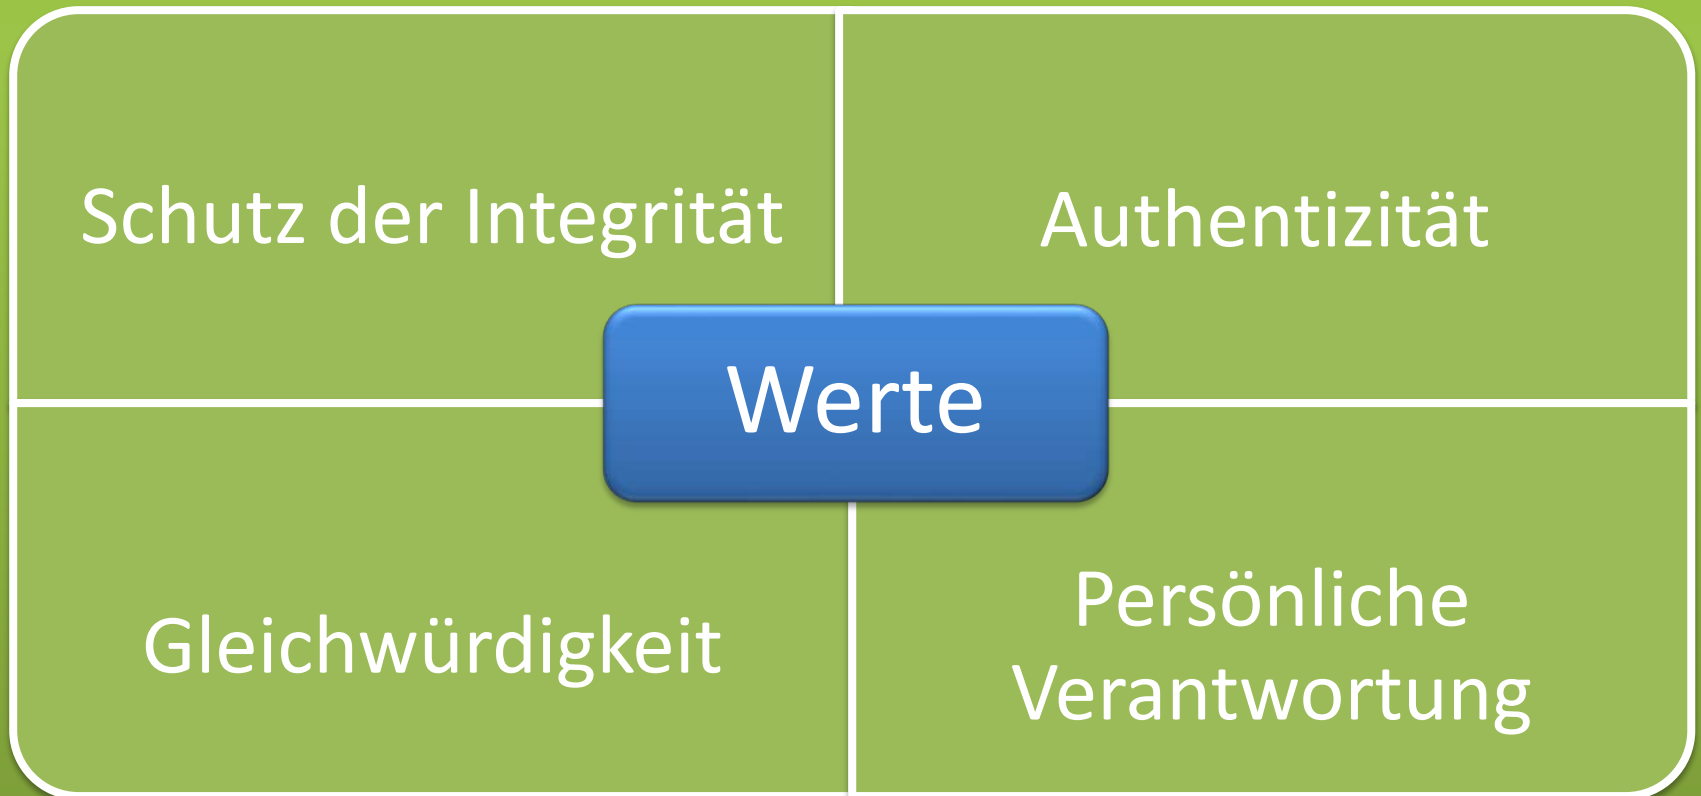 Schutz der Integrität
Authentizität
Werte
Gleichwürdigkeit
Persönliche
Verantwortung